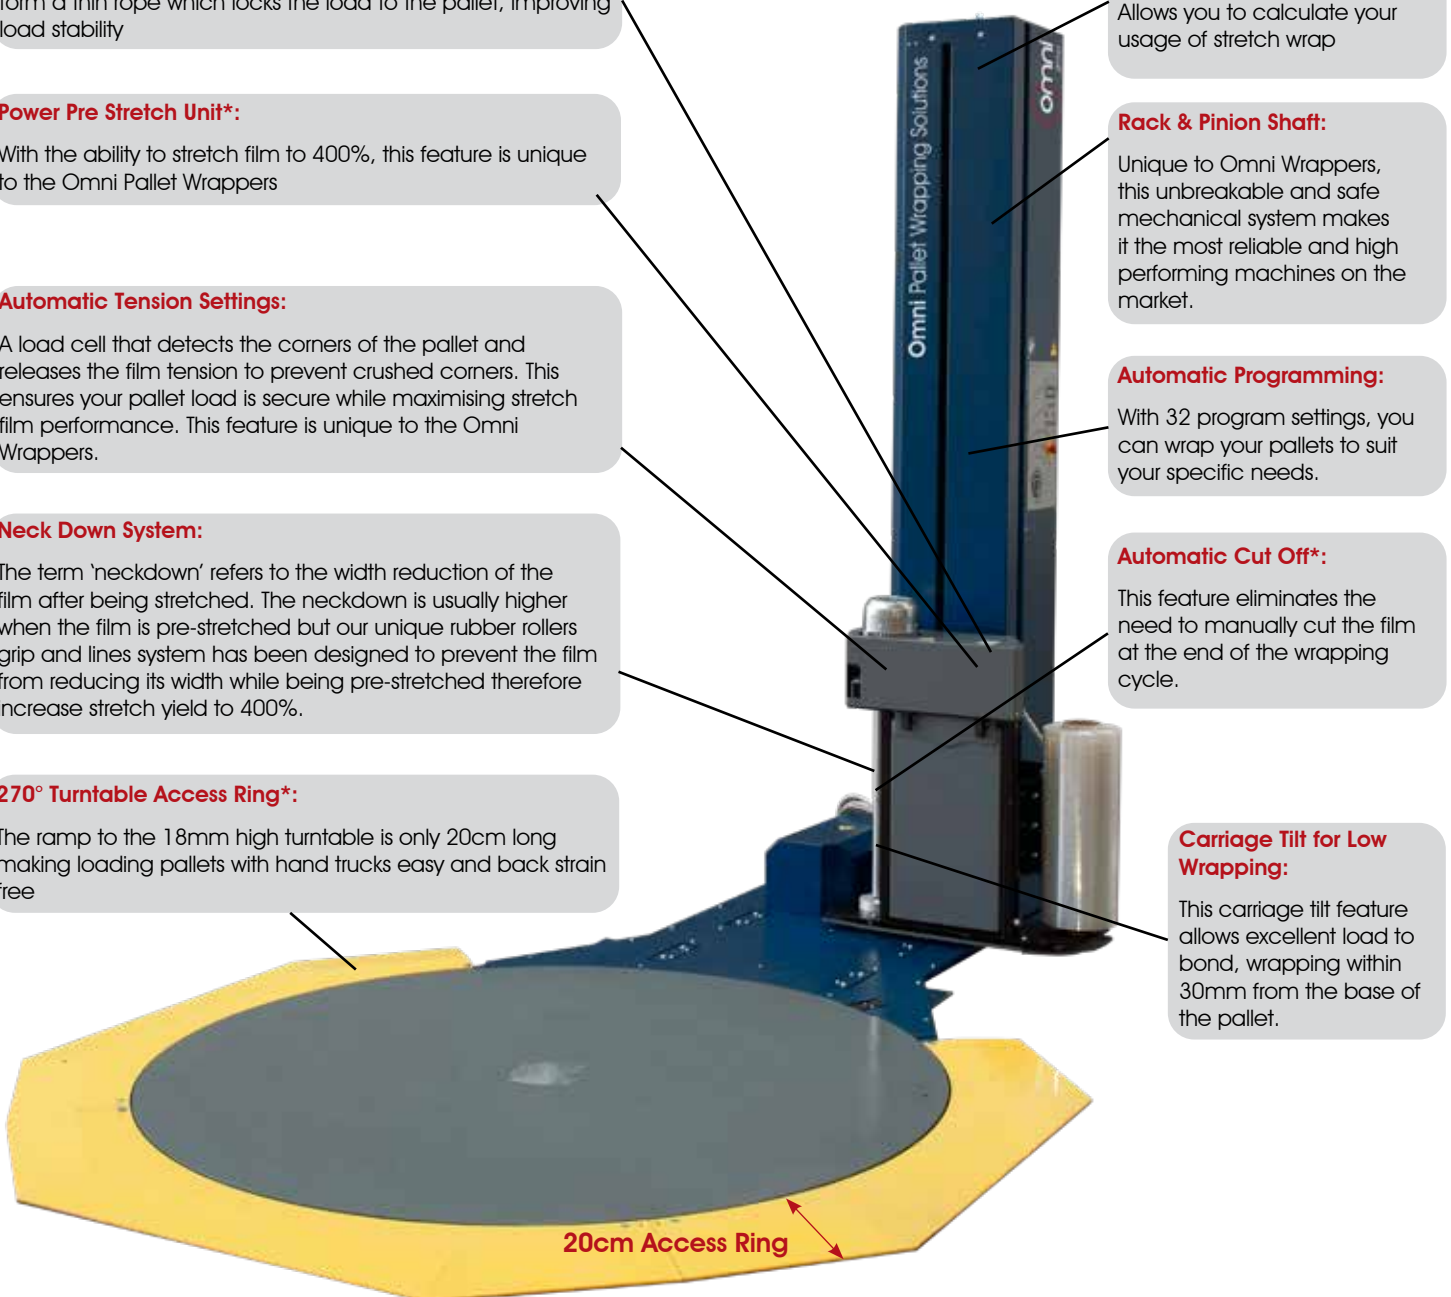 form a thin rope which locks the load to the pallet, improving
load stability
Power Pre Stretch Unit*:
With the ability to stretch film to 400%, this feature is unique
to the Omni Pallet Wrappers
Automatic Tension Settings:
A load cell that detects the corners of the pallet and
releases the film tension to prevent crushed corners. This
ensures your pallet load is secure while maximising stretch
film performance. This feature is unique to the Omni
Wrappers.
Neck Down System:
The term ‘neckdown’ refers to the width reduction of the
film after being stretched. The neckdown is usually higher
when the film is pre-stretched but our unique rubber rollers
grip and lines system has been designed to prevent the film
from reducing its width while being pre-stretched therefore
increase stretch yield to 400%.
270° Turntable Access Ring*:
The ramp to the 18mm high turntable is only 20cm long
making loading pallets with hand trucks easy and back strain
free
Omni Pallet Wrapping Solutions
omni
Allows you to calculate your
usage of stretch wrap
Rack & Pinion Shaft:
Unique to Omni Wrappers,
this unbreakable and safe
mechanical system makes
it the most reliable and high
performing machines on the
market.
Automatic Programming:
With 32 program settings, you
can wrap your pallets to suit
your specific needs.
Automatic Cut Off*:
This feature eliminates the
need to manually cut the film
at the end of the wrapping
cycle.
Carriage Tilt for Low
Wrapping:
This carriage tilt feature
allows excellent load to
bond, wrapping within
30mm from the base of
the pallet.
20cm Access Ring